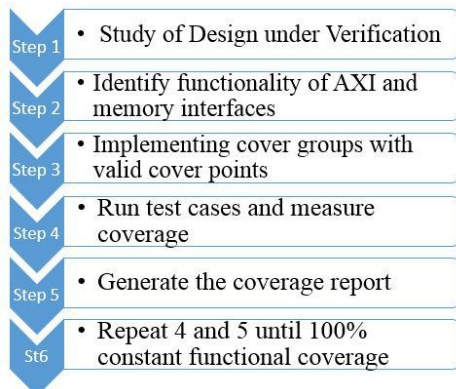 Step 1
• Study of Design under Verification
Step 2
• Identify functionality of AXI and
memory interfaces
Step 3
• Implementing cover groups with
valid cover points
Step 4
• Run test cases and measure
coverage
Step 5
• Generate the coverage report
St6
• Repeat 4 and 5 until 100%
constant functional coverage